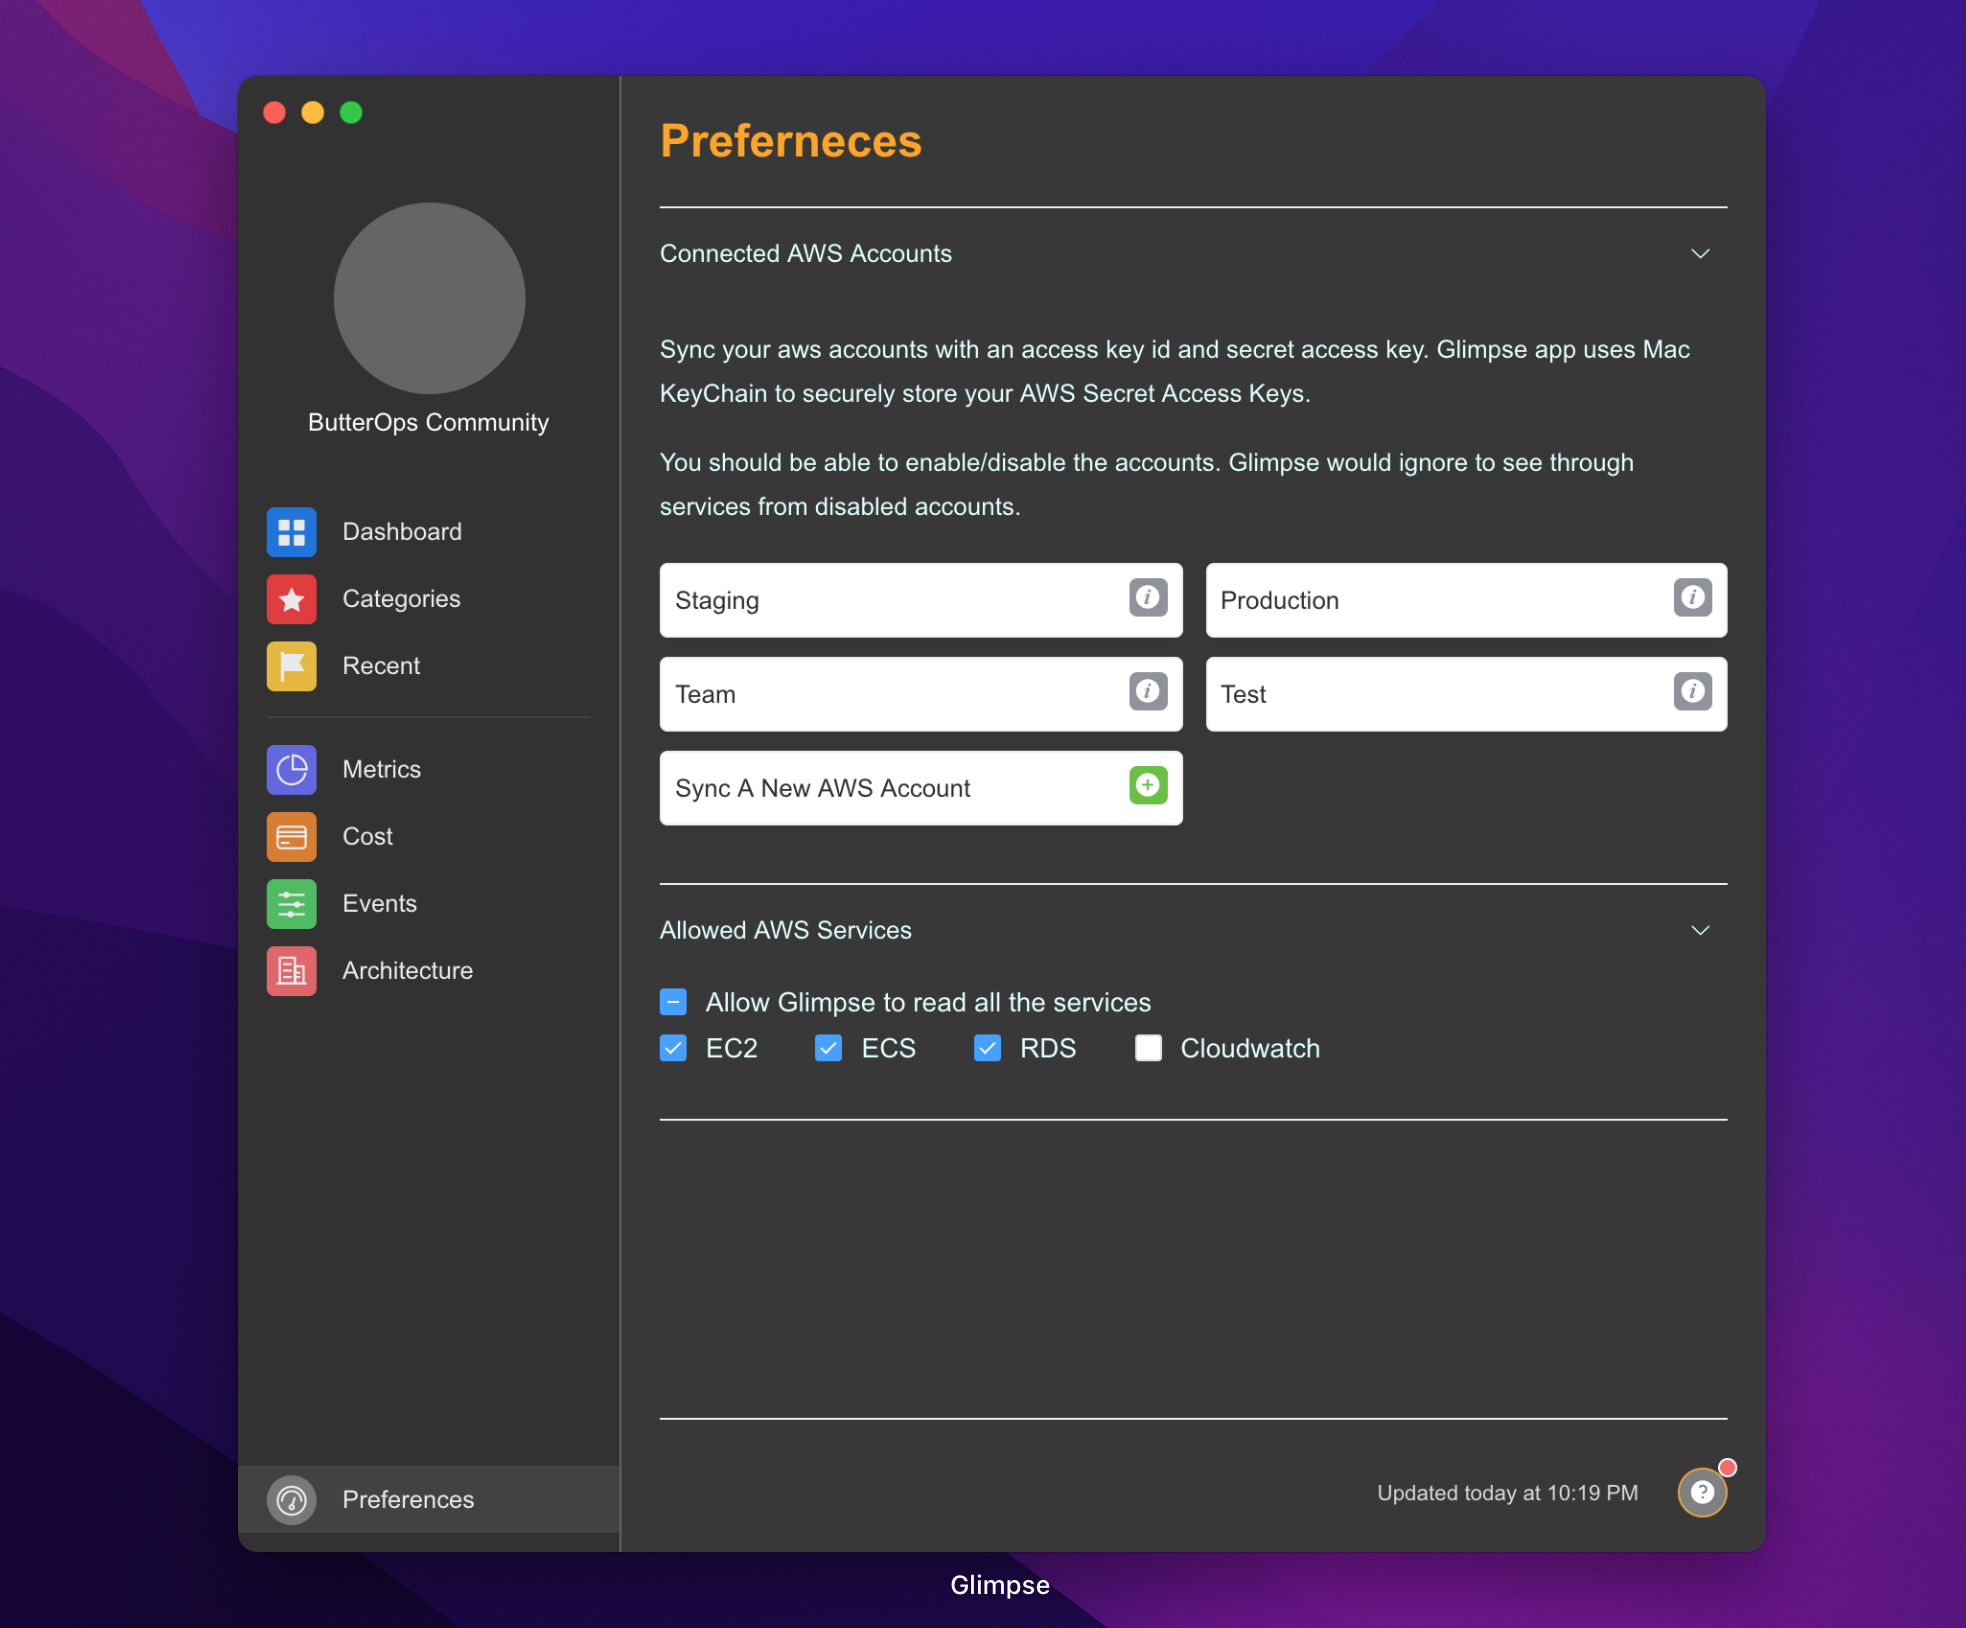 Preferneces
Connected AWS Accounts
Sync your aws accounts with an access key id and secret access key. Glimpse app uses Mac
KeyChain to securely store your AWS Secret Access Keys.
You should be able to enable/disable the accounts. Glimpse would ignore to see through
services from disabled accounts.
Staging
Production
Team
Test
Sync A New AWS Account
Allowed AWS Services
Allow Glimpse to read all the services
EC2 ECS RDS Cloudwatch
Updated today at 10:19 PM
ButterOps Community
Dashboard
Categories
Recent
Metrics
Cost
Events
Architecture
Preferences
Glimpse